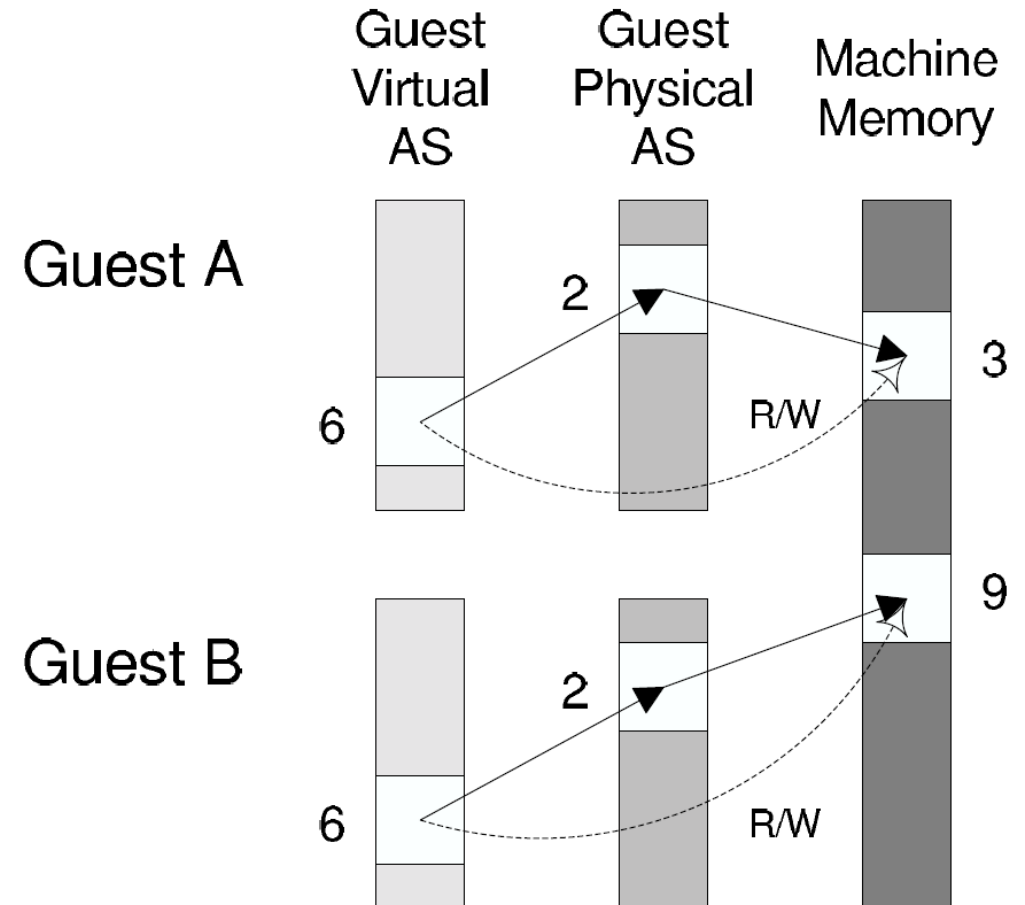 Guest
Virtual
AS
Guest
Physical
AS
Machine
Memory
Guest A
2
3
6
R/W
9
Guest B
2
6
R/W